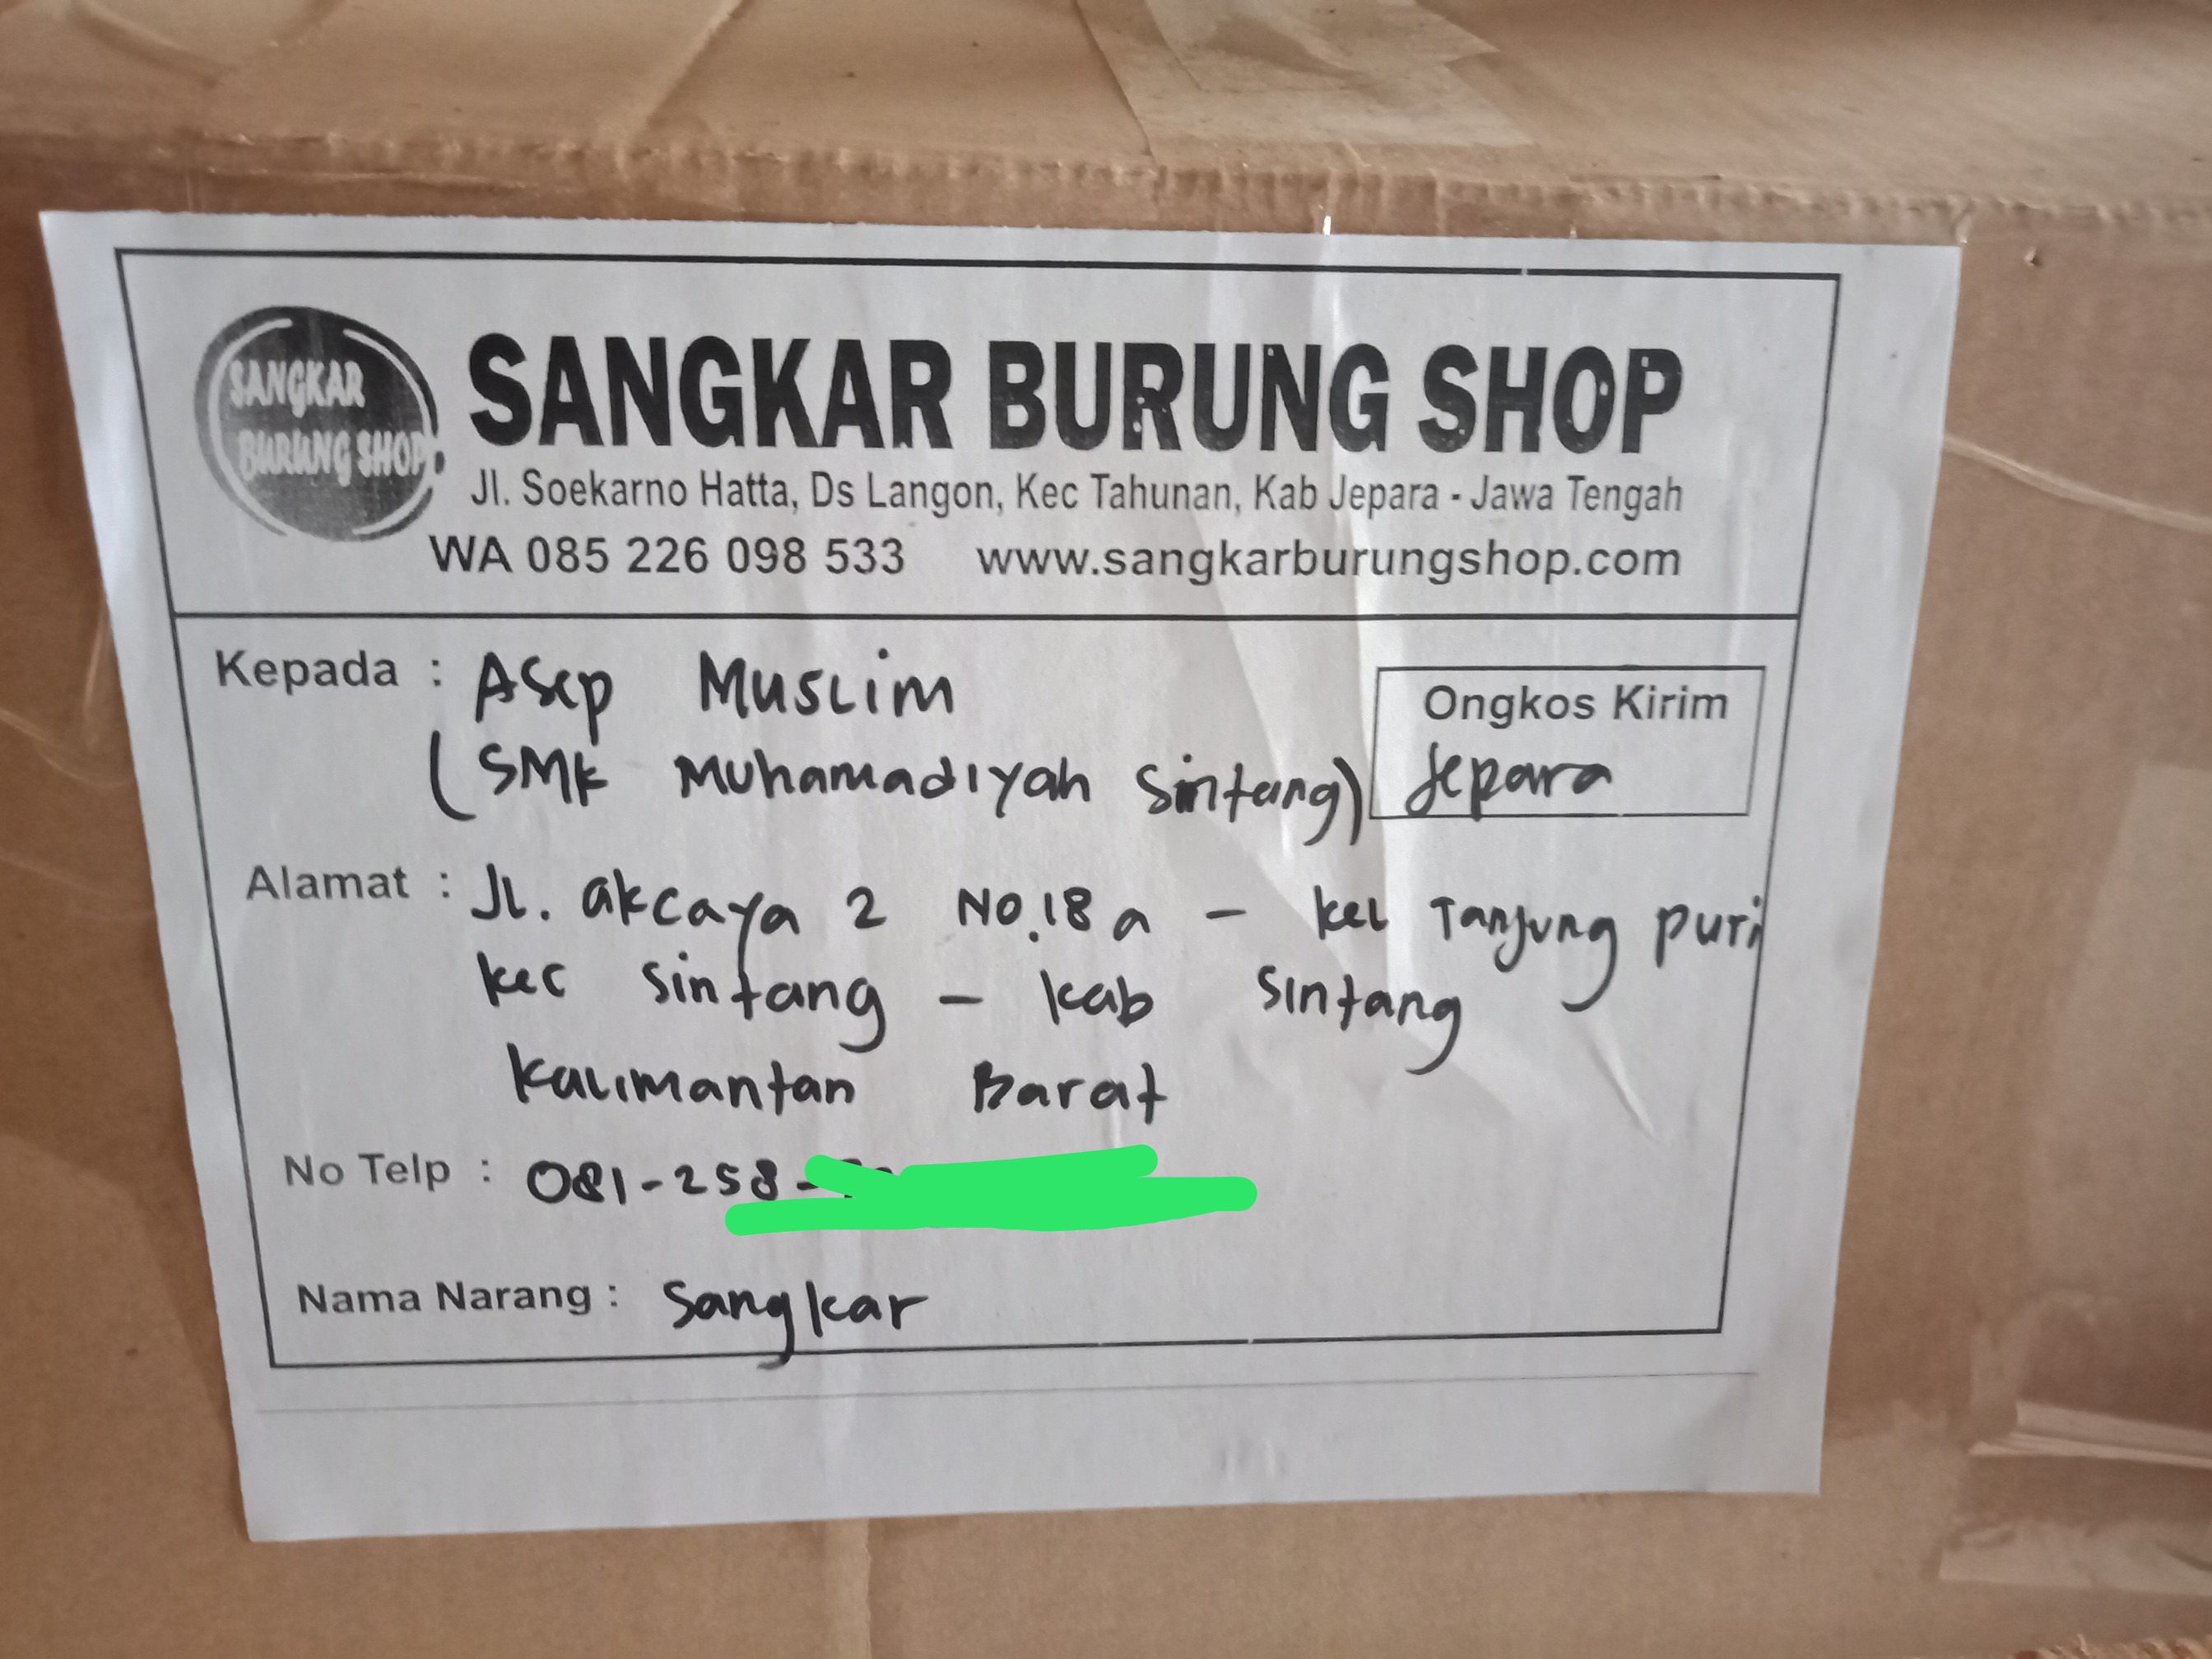 SANGKAR
BURUNG SHOP
SANGKAR BURUNG SHOP
Jl. Soekarno Hatta, Ds Langon, Kec Tahunan, Kab Jepara - Jawa Tengah
WA 085 226 098 533 www.sangkarburungshop.com
Kepada : Asep Muslim
(SMK Muhamadiyah Sintang)
Ongkos Kirim
Jepara
Alamat : JL. akcaya 2 No.18a - kel Tanjung puri
kec sintang - kab sintang
Kalimantan Barat
No Telp : 081-258-
Nama Narang : Sangkar